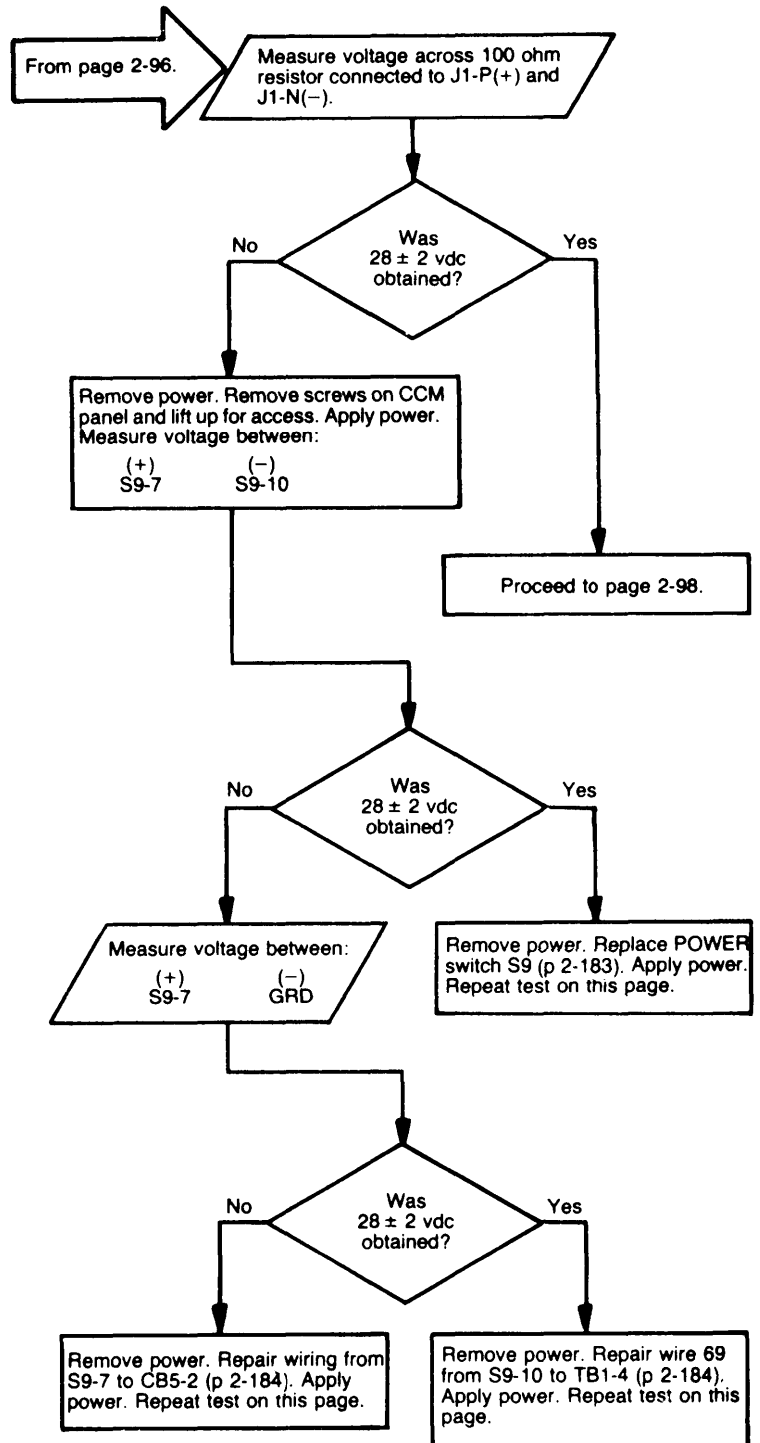 From page 2-96.
Measure voltage across 100 ohm
resistor connected to J1-P(+) and
J1-N(−).
No
Was
28 ± 2 vdc
obtained?
Yes
Remove power. Remove screws on CCM
panel and lift up for access. Apply power.
Measure voltage between:
(+) (−)
S9-7 S9-10
Proceed to page 2-98.
No
Was
28 ± 2 vdc
obtained?
Yes
Measure voltage between:
(+) (−)
S9-7 GRD
Remove power. Replace POWER
switch S9 (p 2-183). Apply power.
Repeat test on this page.
No
Was
28 ± 2 vdc
obtained?
Yes
Remove power. Repair wiring from
S9-7 to CB5-2 (p 2-184). Apply
power. Repeat test on this page.
Remove power. Repair wire 69
from S9-10 to TB1-4 (p 2-184).
Apply power. Repeat test on this
page.